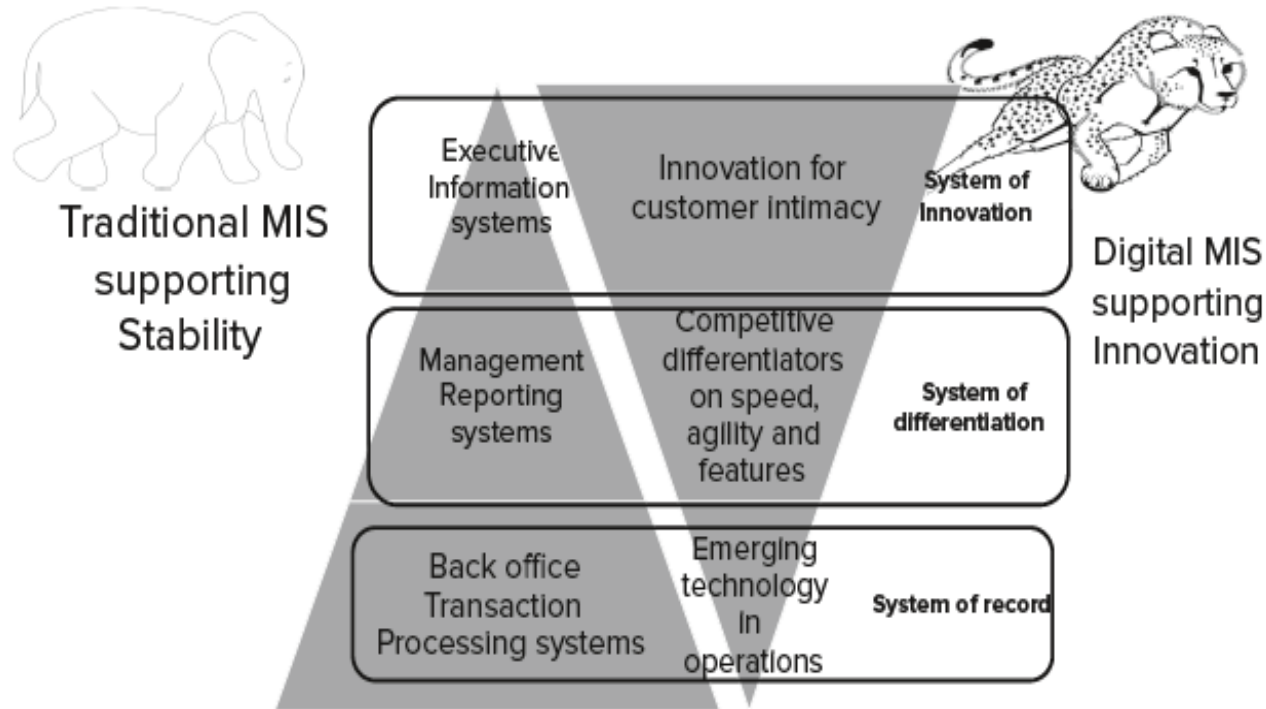 Traditional MIS
supporting
Stability
Executive
Information
systems
Innovation for
customer intimacy
System of
Innovation
Digital MIS
supporting
Innovation
Management
Reporting
systems
Competitive
differentiators
on speed,
agility and
features
System of
differentiation
Back office
Transaction
Processing systems
Emerging
technology
in
operations
System of record